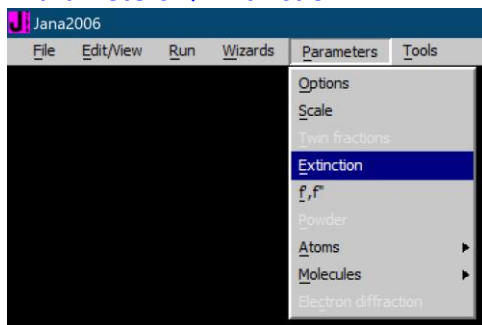 Jana2006
File Edit/View Run Wizards Parameters Tools
Options
Scale
Twin fractions
Extinction
f',f"
Powder
Atoms
Molecules
Electron diffraction